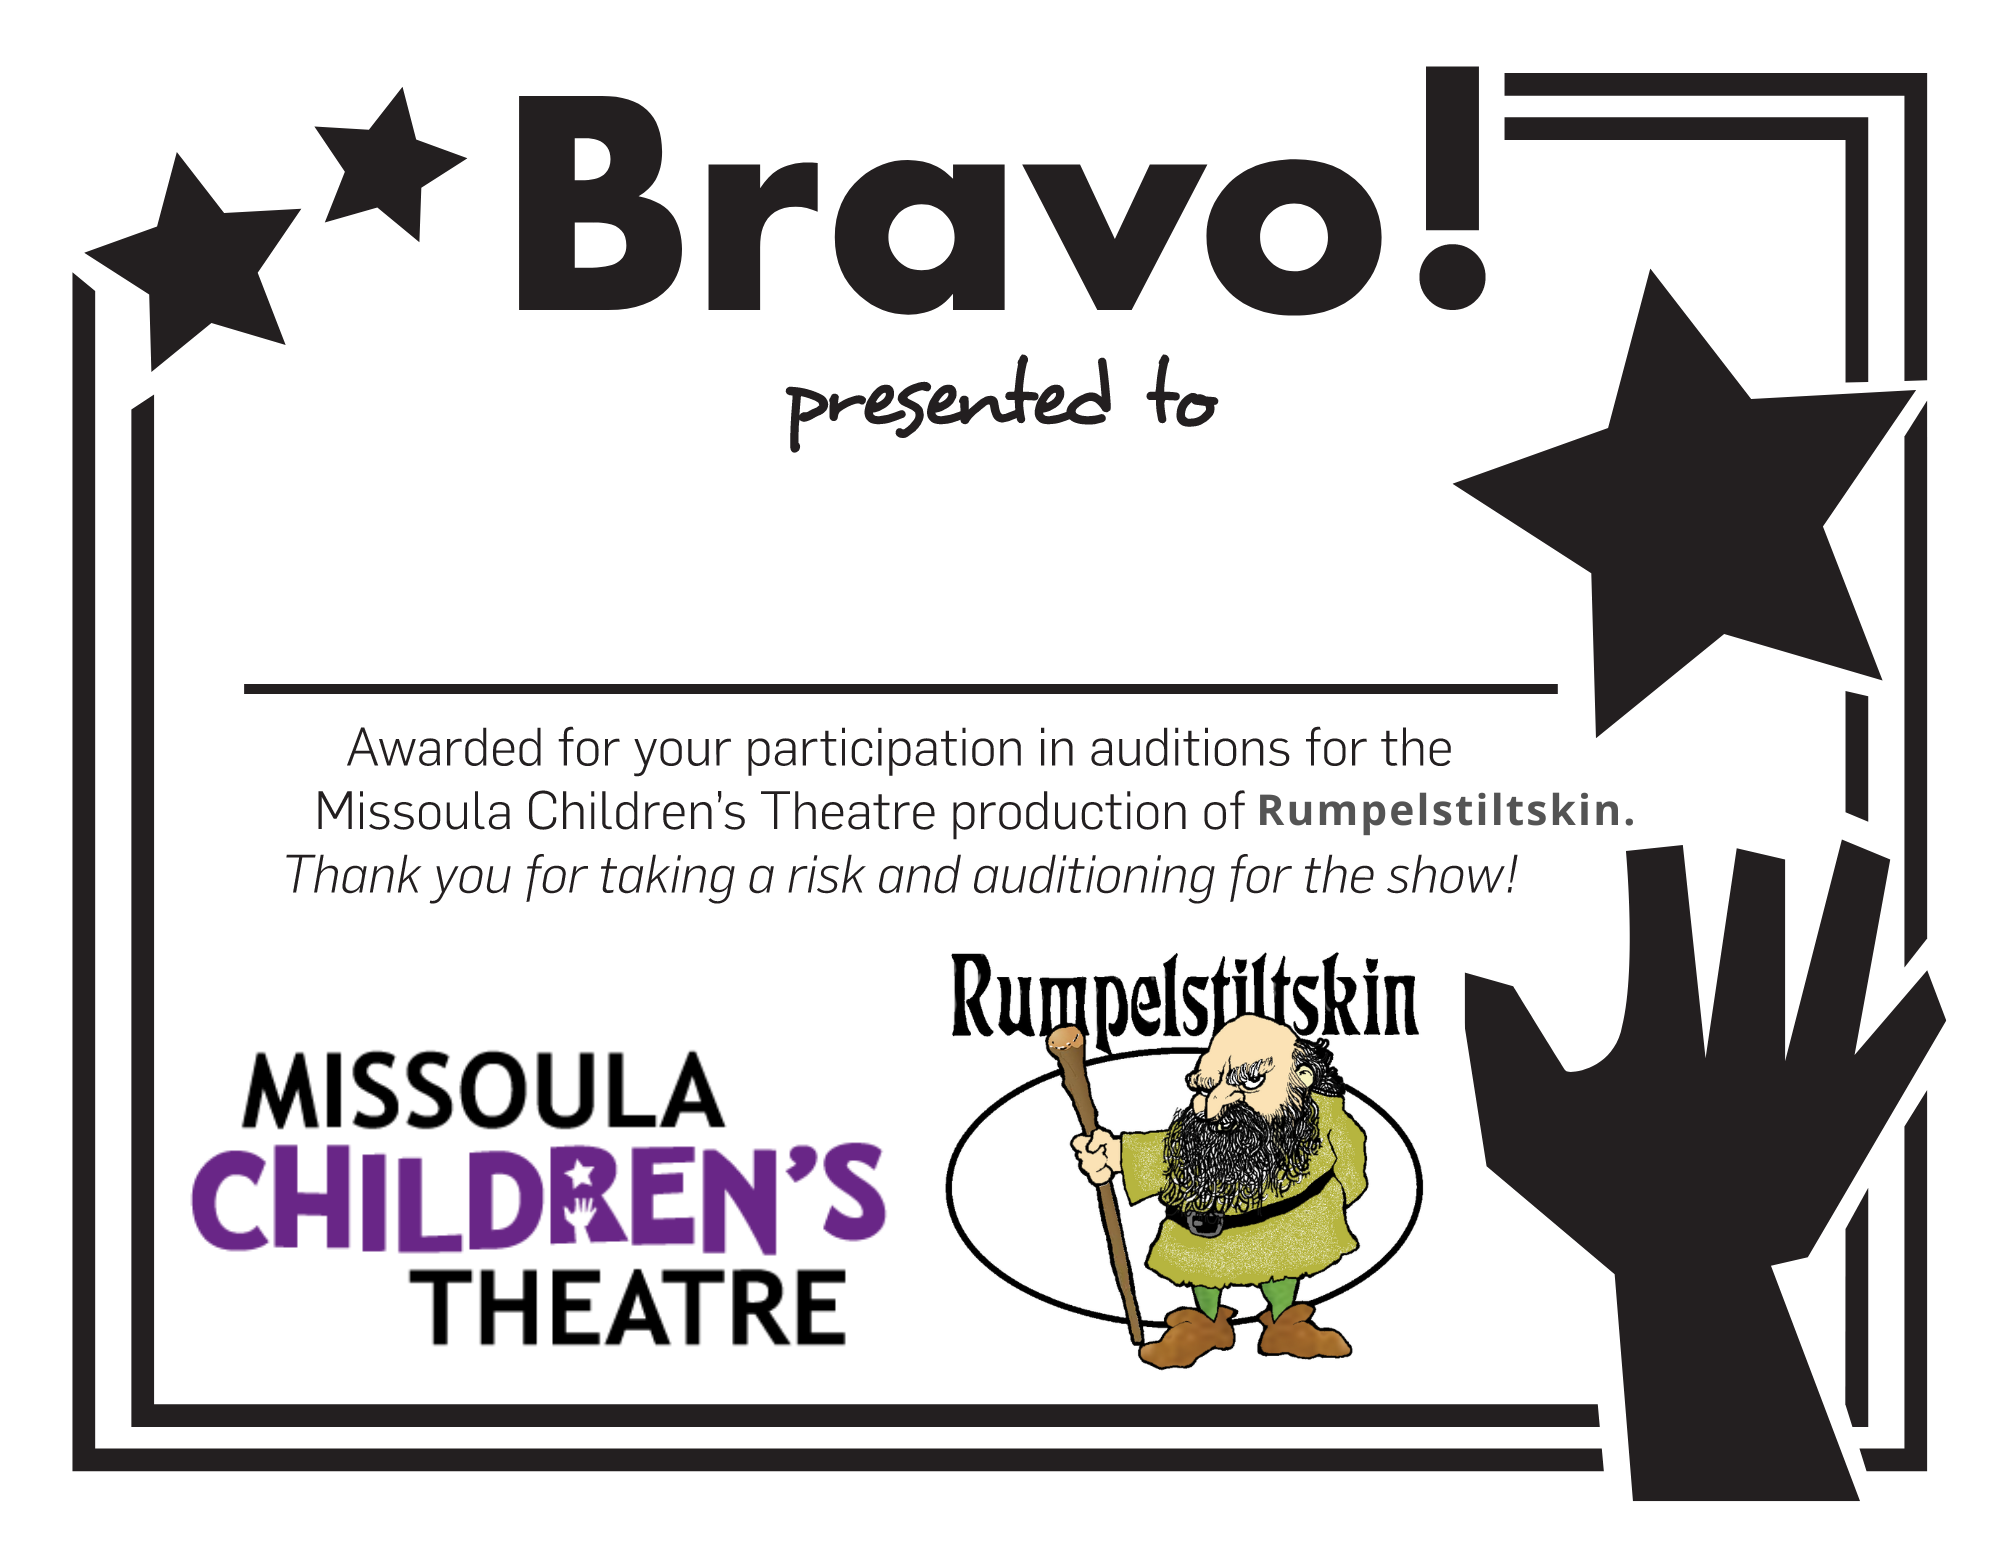 Bravo!
presented to
Awarded for your participation in auditions for the
Missoula Children's Theatre production of Rumpelstiltskin.
Thank you for taking a risk and auditioning for the show!
Rumpelstiltskin
MISSOULA
CHILDREN'S
THEATRE